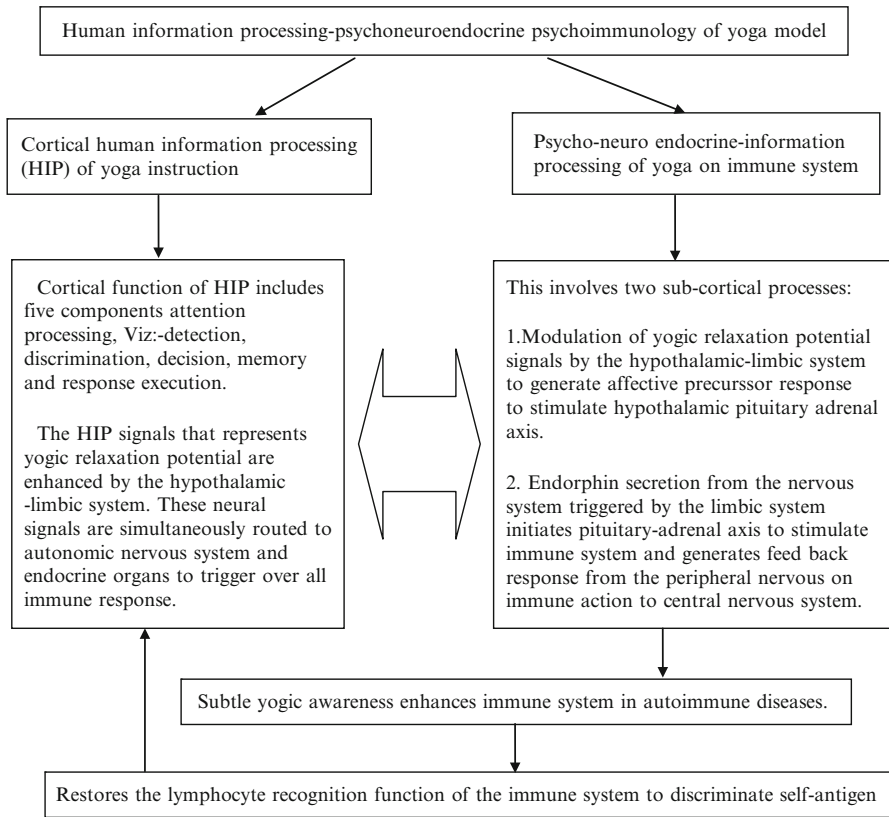 Human information processing-psychoneuroendocrine psychoimmunology of yoga model
Cortical human information processing
(HIP) of yoga instruction
Psycho-neuro endocrine-information
processing of yoga on immune system
Cortical function of HIP includes
five components attention
processing, Viz:-detection,
discrimination, decision, memory
and response execution.
The HIP signals that represents
yogic relaxation potential are
enhanced by the hypothalamic
-limbic system. These neural
signals are simultaneously routed to
autonomic nervous system and
endocrine organs to trigger over all
immune response.
This involves two sub-cortical processes:
1.Modulation of yogic relaxation potential
signals by the hypothalamic-limbic system
to generate affective precurssor response
to stimulate hypothalamic pituitary adrenal
axis.
2. Endorphin secretion from the nervous
system triggered by the limbic system
initiates pituitary-adrenal axis to stimulate
immune system and generates feed back
response from the peripheral nervous on
immune action to central nervous system.
Subtle yogic awareness enhances immune system in autoimmune diseases.
Restores the lymphocyte recognition function of the immune system to discriminate self-antigen